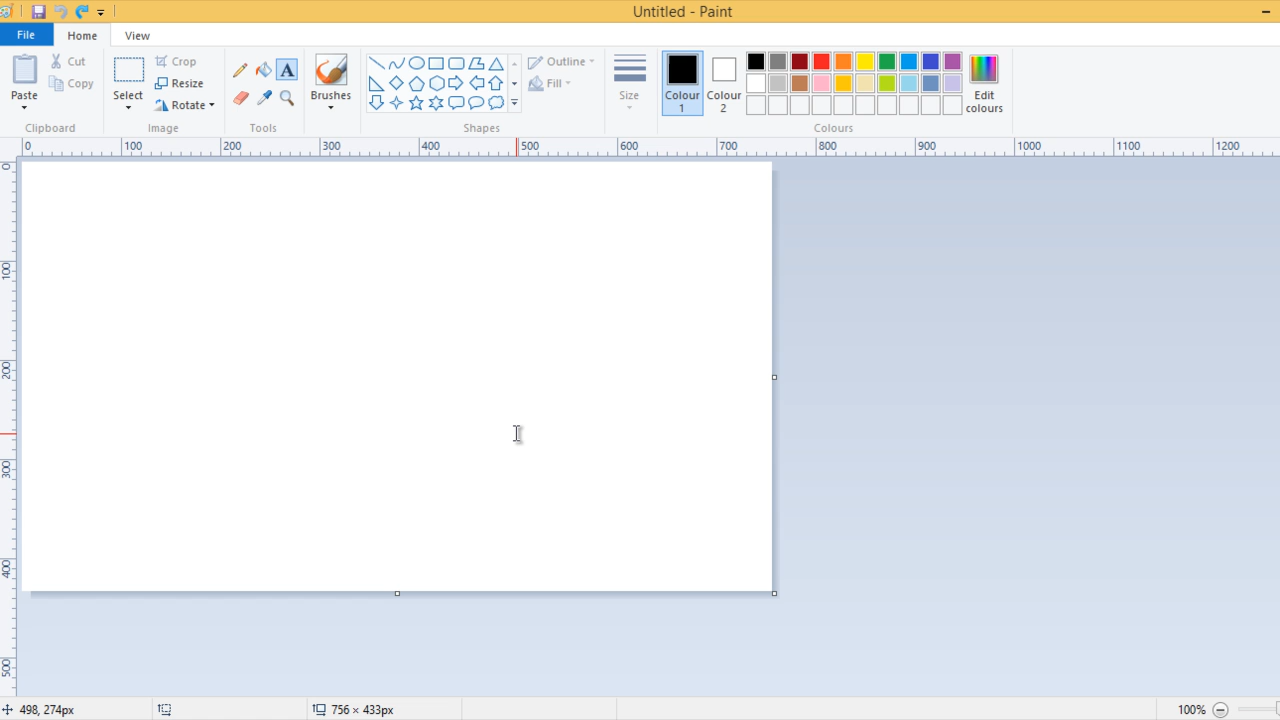 Untitled - Paint
File Home View
Paste Cut Copy Clipboard
Select Crop Resize Rotate Image
A Tools
Brushes
Outline Fill Shapes
Size
Colour 1 Colour 2 Edit colours Colours
0 100 200 300 400 500 600 700 800 900 1000 1100 1200
0
100
200
300
400
500
498, 274px 756 × 433px 100%